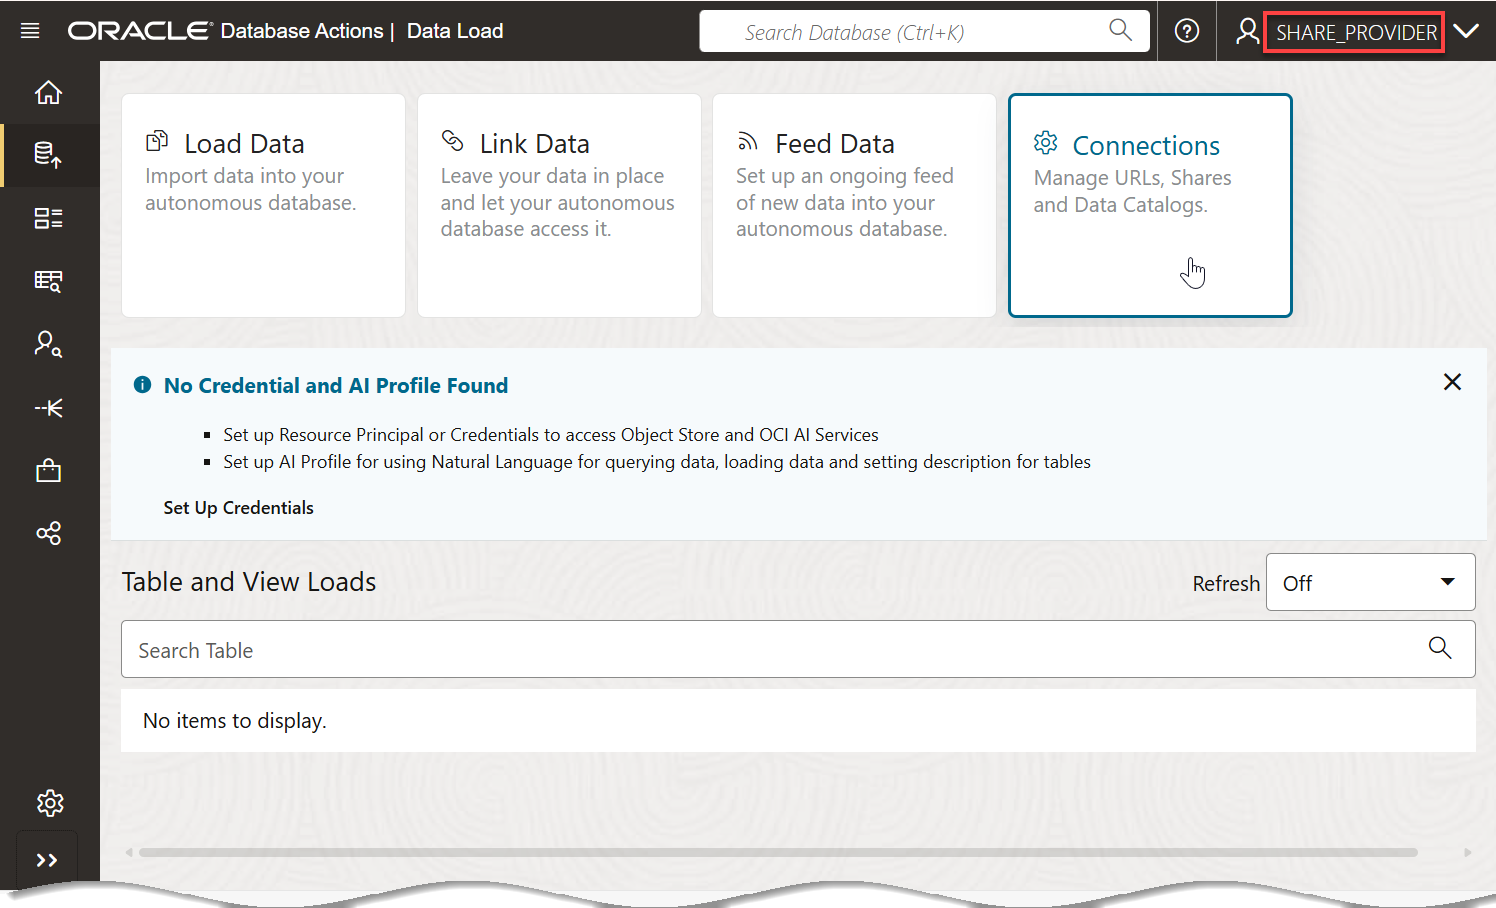 ORACLE Database Actions | Data Load
Search Database (Ctrl+K)
SHARE_PROVIDER
Load Data
Import data into your
autonomous database.
Link Data
Leave your data in place
and let your autonomous
database access it.
Feed Data
Set up an ongoing feed
of new data into your
autonomous database.
Connections
Manage URLs, Shares
and Data Catalogs.
No Credential and AI Profile Found
Set up Resource Principal or Credentials to access Object Store and OCI AI Services
Set up AI Profile for using Natural Language for querying data, loading data and setting description for tables
Set Up Credentials
Table and View Loads
Refresh Off
Search Table
No items to display.